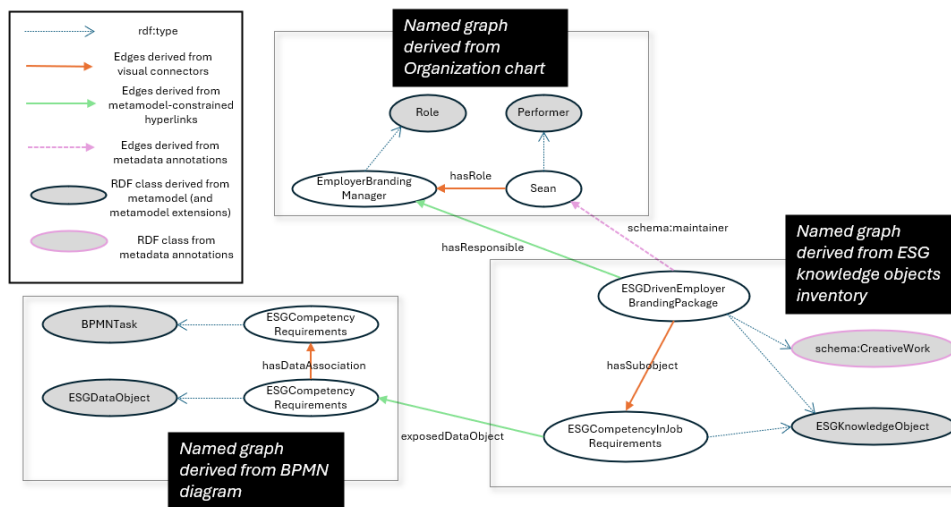 rdf:type
Edges derived from
visual connectors
Edges derived from
metamodel-constrained
hyperlinks
Edges derived from
metadata annotations
RDF class derived from
metamodel (and
metamodel extensions)
RDF class from
metadata annotations
Named graph
derived from
Organization chart
Role
Performer
EmployerBranding
Manager
hasRole
Sean
hasResponsible
schema:maintainer
Named graph
derived from ESG
knowledge objects
inventory
ESGDrivenEmployer
BrandingPackage
schema:CreativeWork
hasSubobject
ESGCompetencyInJob
Requirements
ESGKnowledgeObject
exposedDataObject
BPMNTask
ESGCompetency
Requirements
hasDataAssociation
ESGDataObject
ESGCompetency
Requirements
Named graph
derived from BPMN
diagram